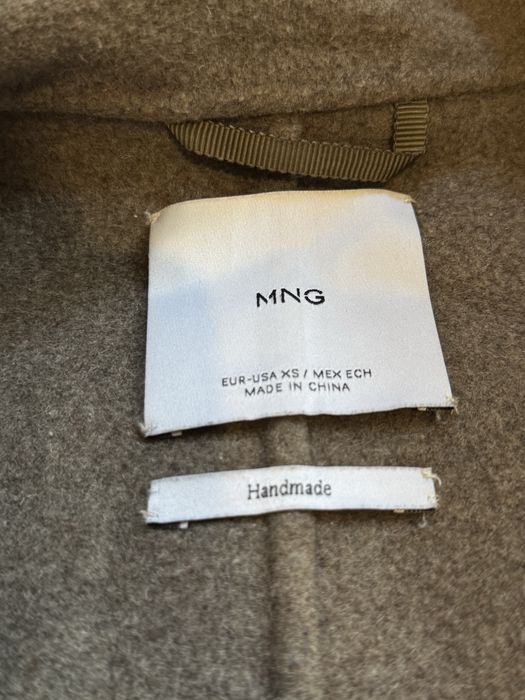 MNG
EUR-USA XS / MEX ECH
MADE IN CHINA
Handmade